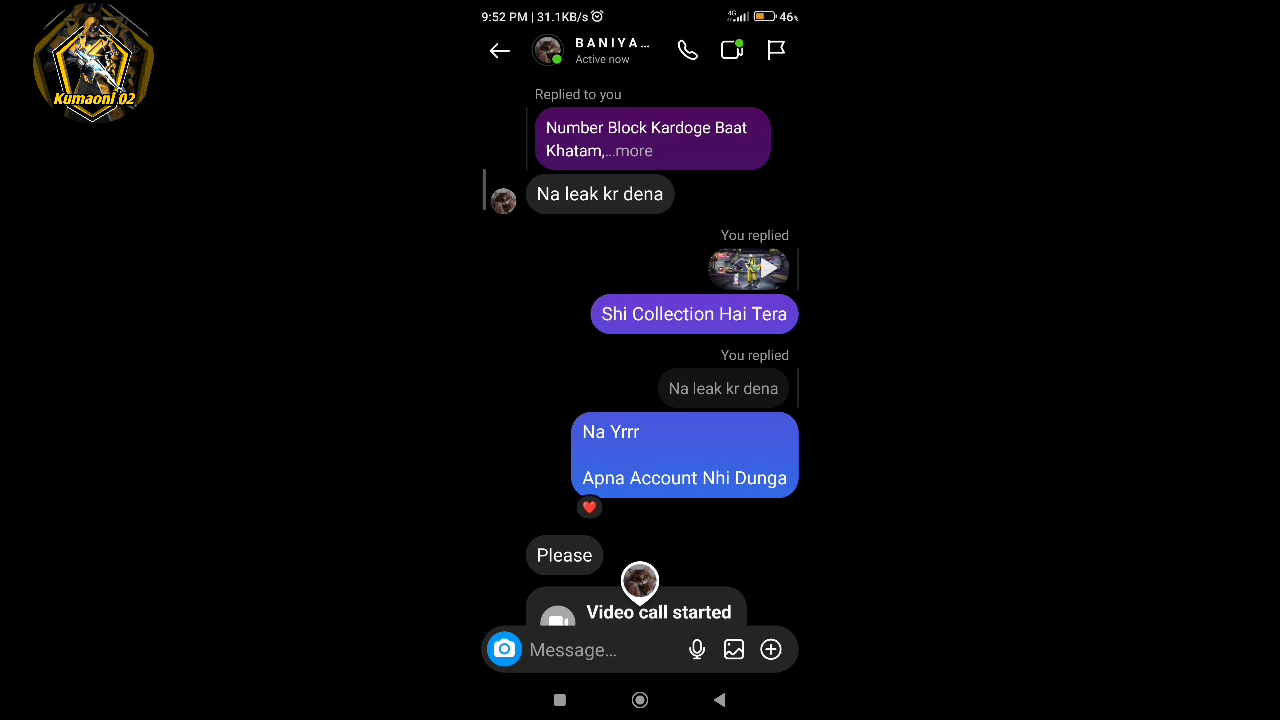 Kumaoni 02
9:52 PM | 31.1KB/s
4G
46%
B A N I Y A...
Active now
Replied to you
Number Block Kardoge Baat
Khatam,...more
Na leak kr dena
You replied
Shi Collection Hai Tera
You replied
Na leak kr dena
Na Yrrr
Apna Account Nhi Dunga
Please
Video call started
Message...